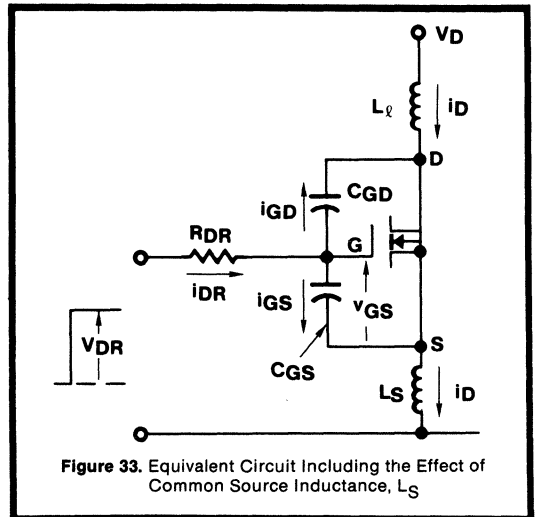 VD
Lℓ
iD
D
CGD
iGD
RDR
G
iDR
iGS
vGS
VDR
S
CGS
LS
iD
Figure 33. Equivalent Circuit Including the Effect of
Common Source Inductance, LS